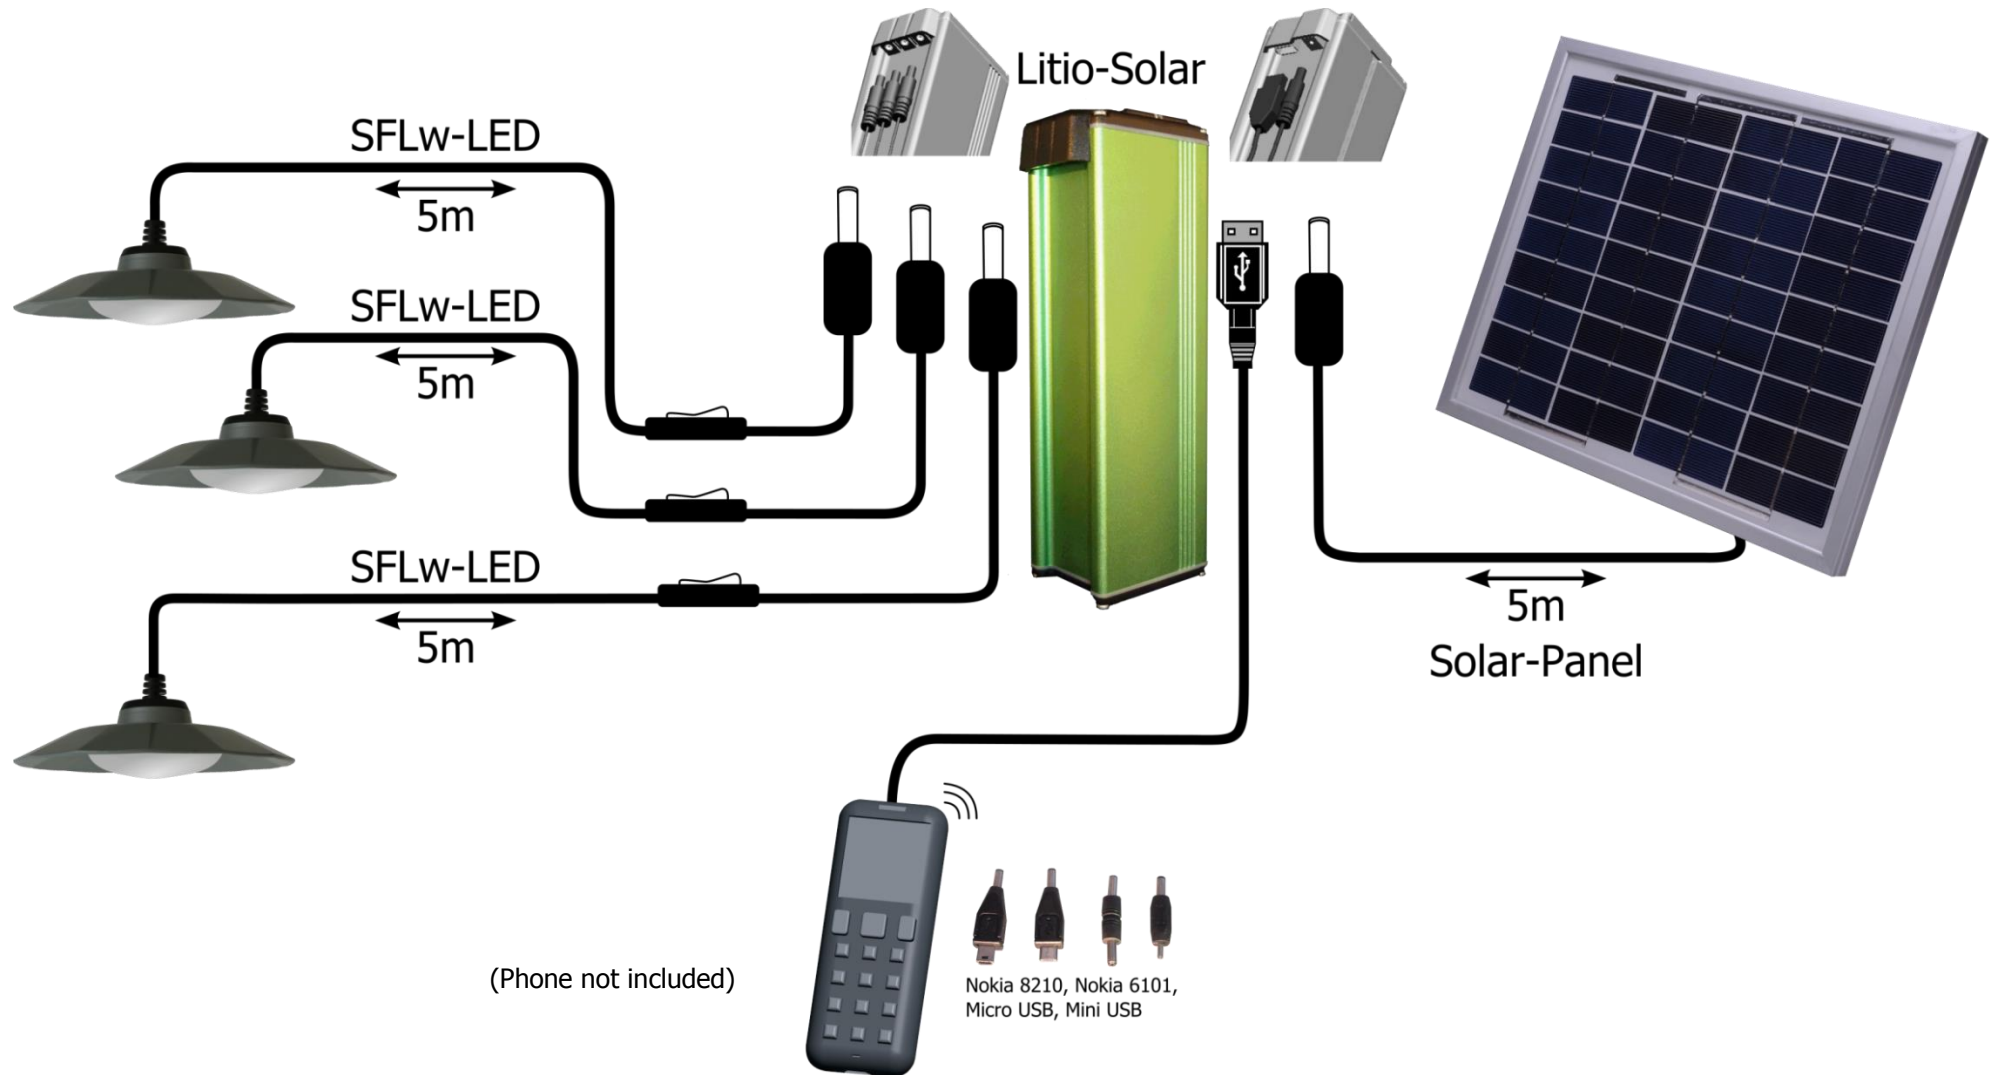 Litio-Solar
SFLw-LED
5m
SFLw-LED
5m
SFLw-LED
5m
5m
Solar-Panel
(Phone not included)
Nokia 8210, Nokia 6101,
Micro USB, Mini USB